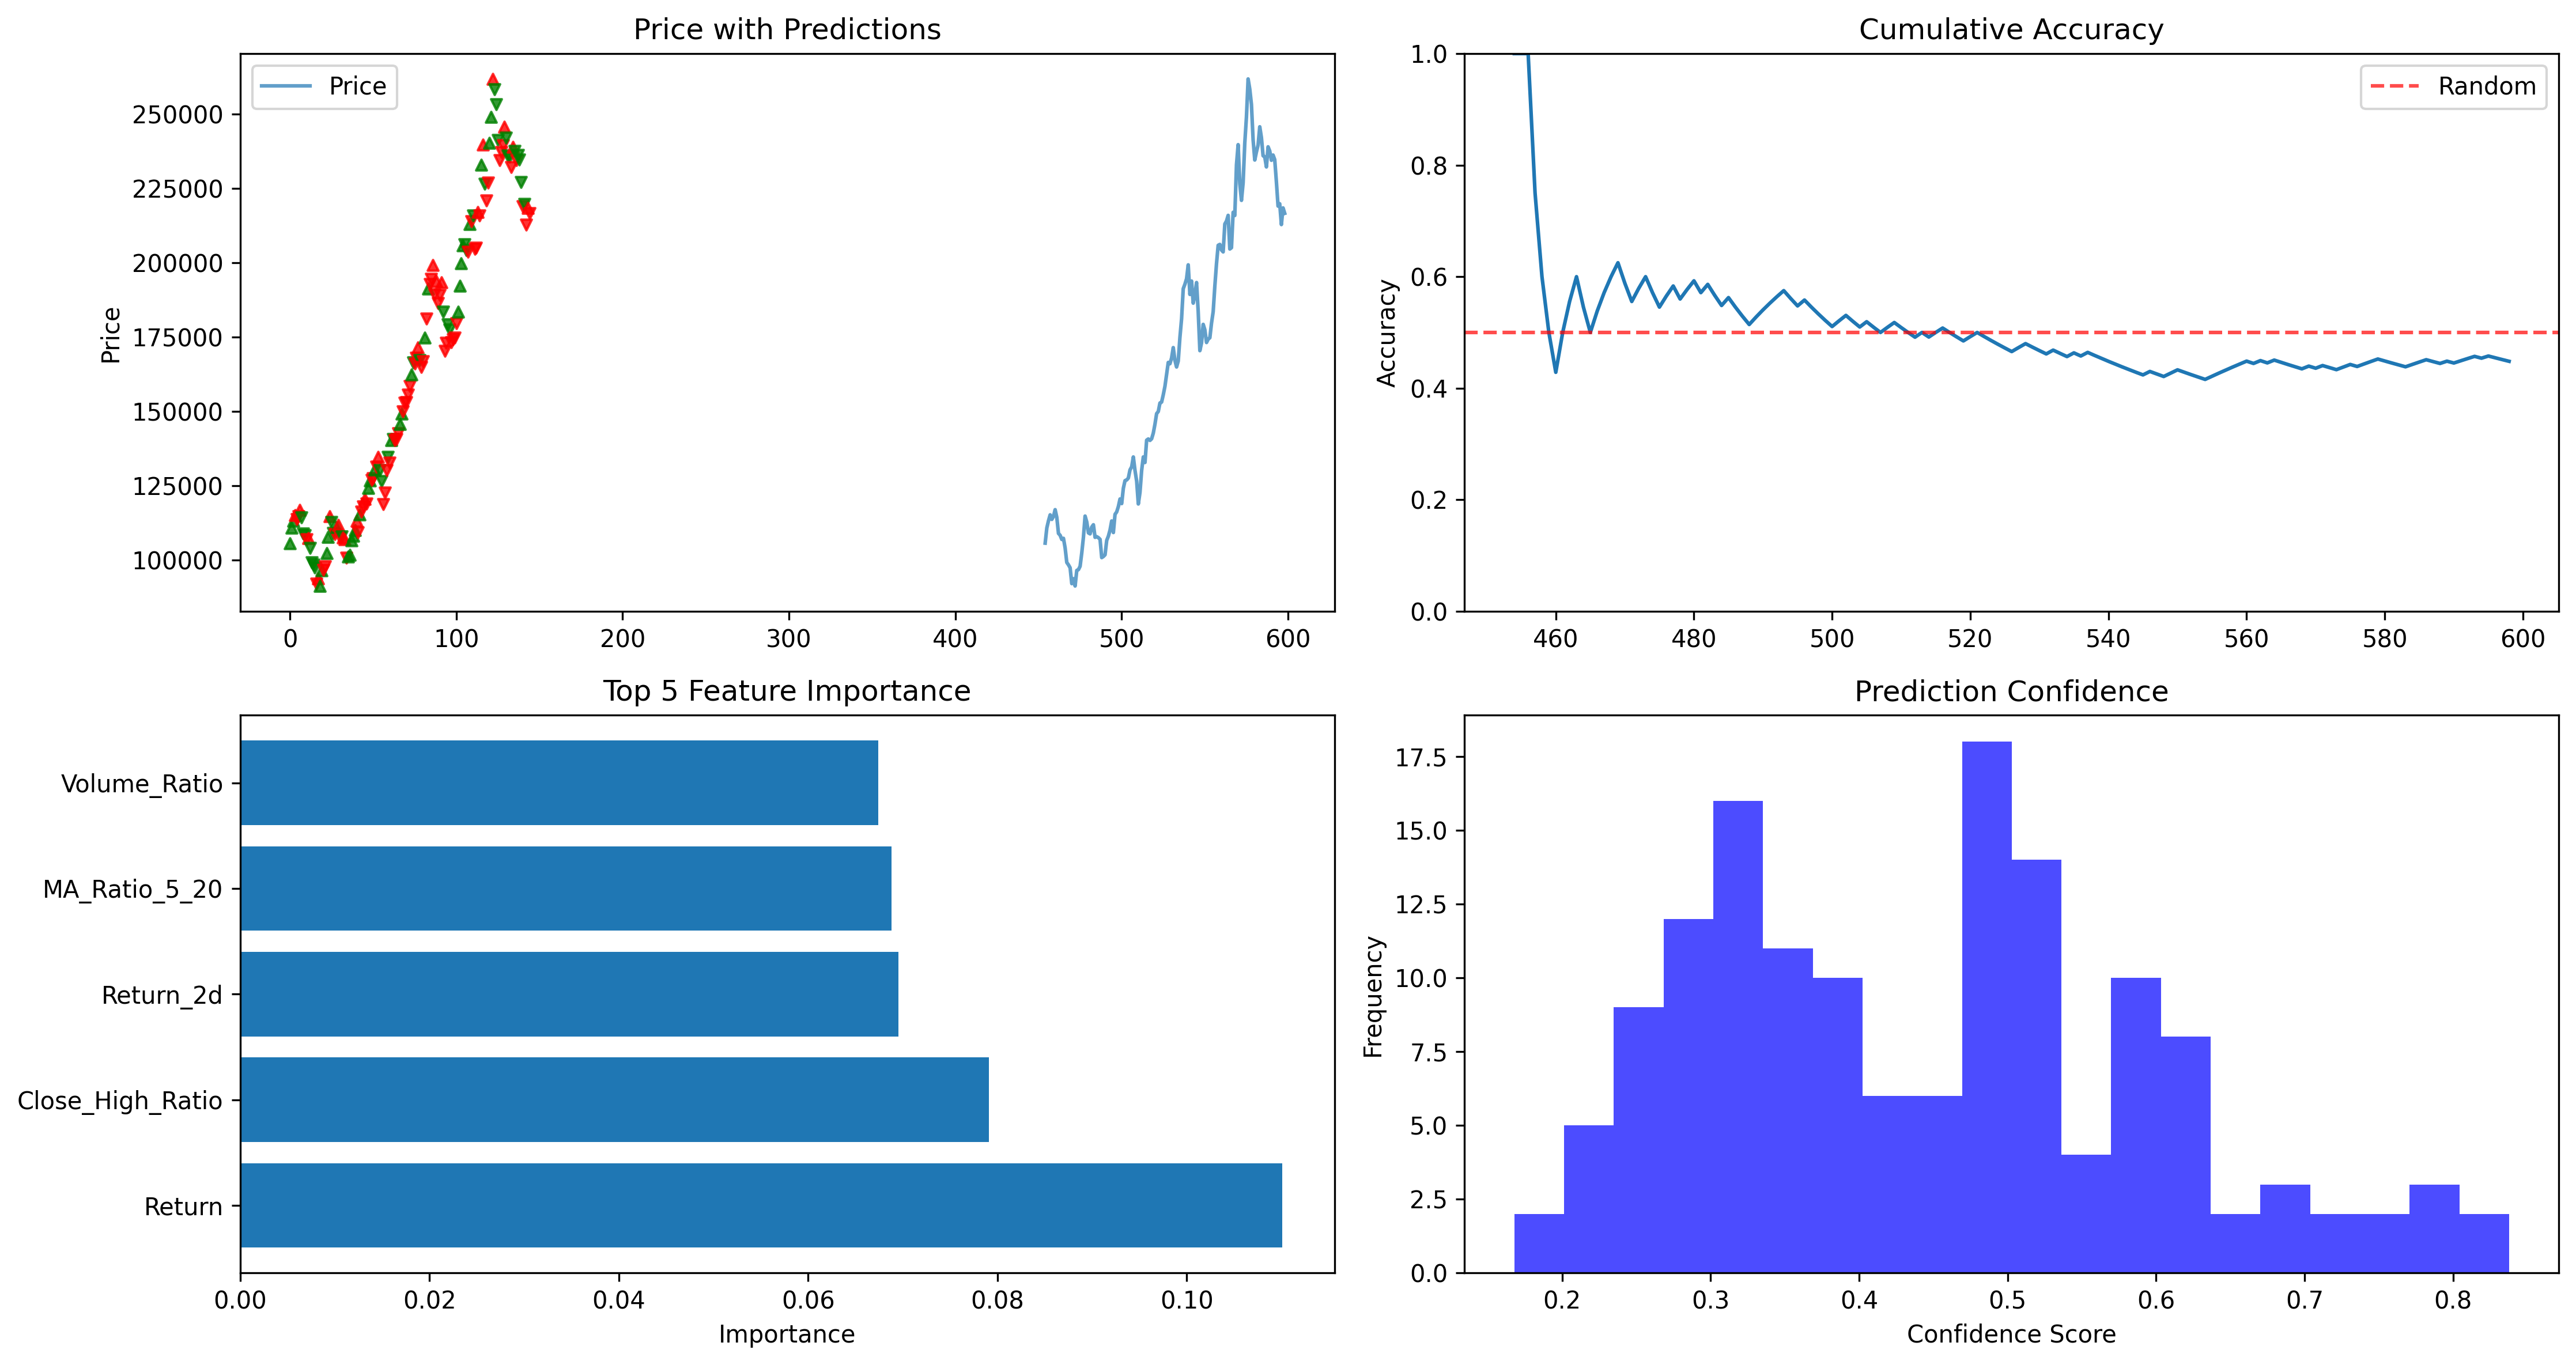 Price with Predictions
Price
Price
250000
225000
200000
175000
150000
125000
100000
0 100 200 300 400 500 600
Cumulative Accuracy
Random
Accuracy
1.0
0.8
0.6
0.4
0.2
0.0
460 480 500 520 540 560 580 600
Top 5 Feature Importance
Volume_Ratio
MA_Ratio_5_20
Return_2d
Close_High_Ratio
Return
0.00 0.02 0.04 0.06 0.08 0.10
Importance
Prediction Confidence
Frequency
17.5
15.0
12.5
10.0
7.5
5.0
2.5
0.0
0.2 0.3 0.4 0.5 0.6 0.7 0.8
Confidence Score